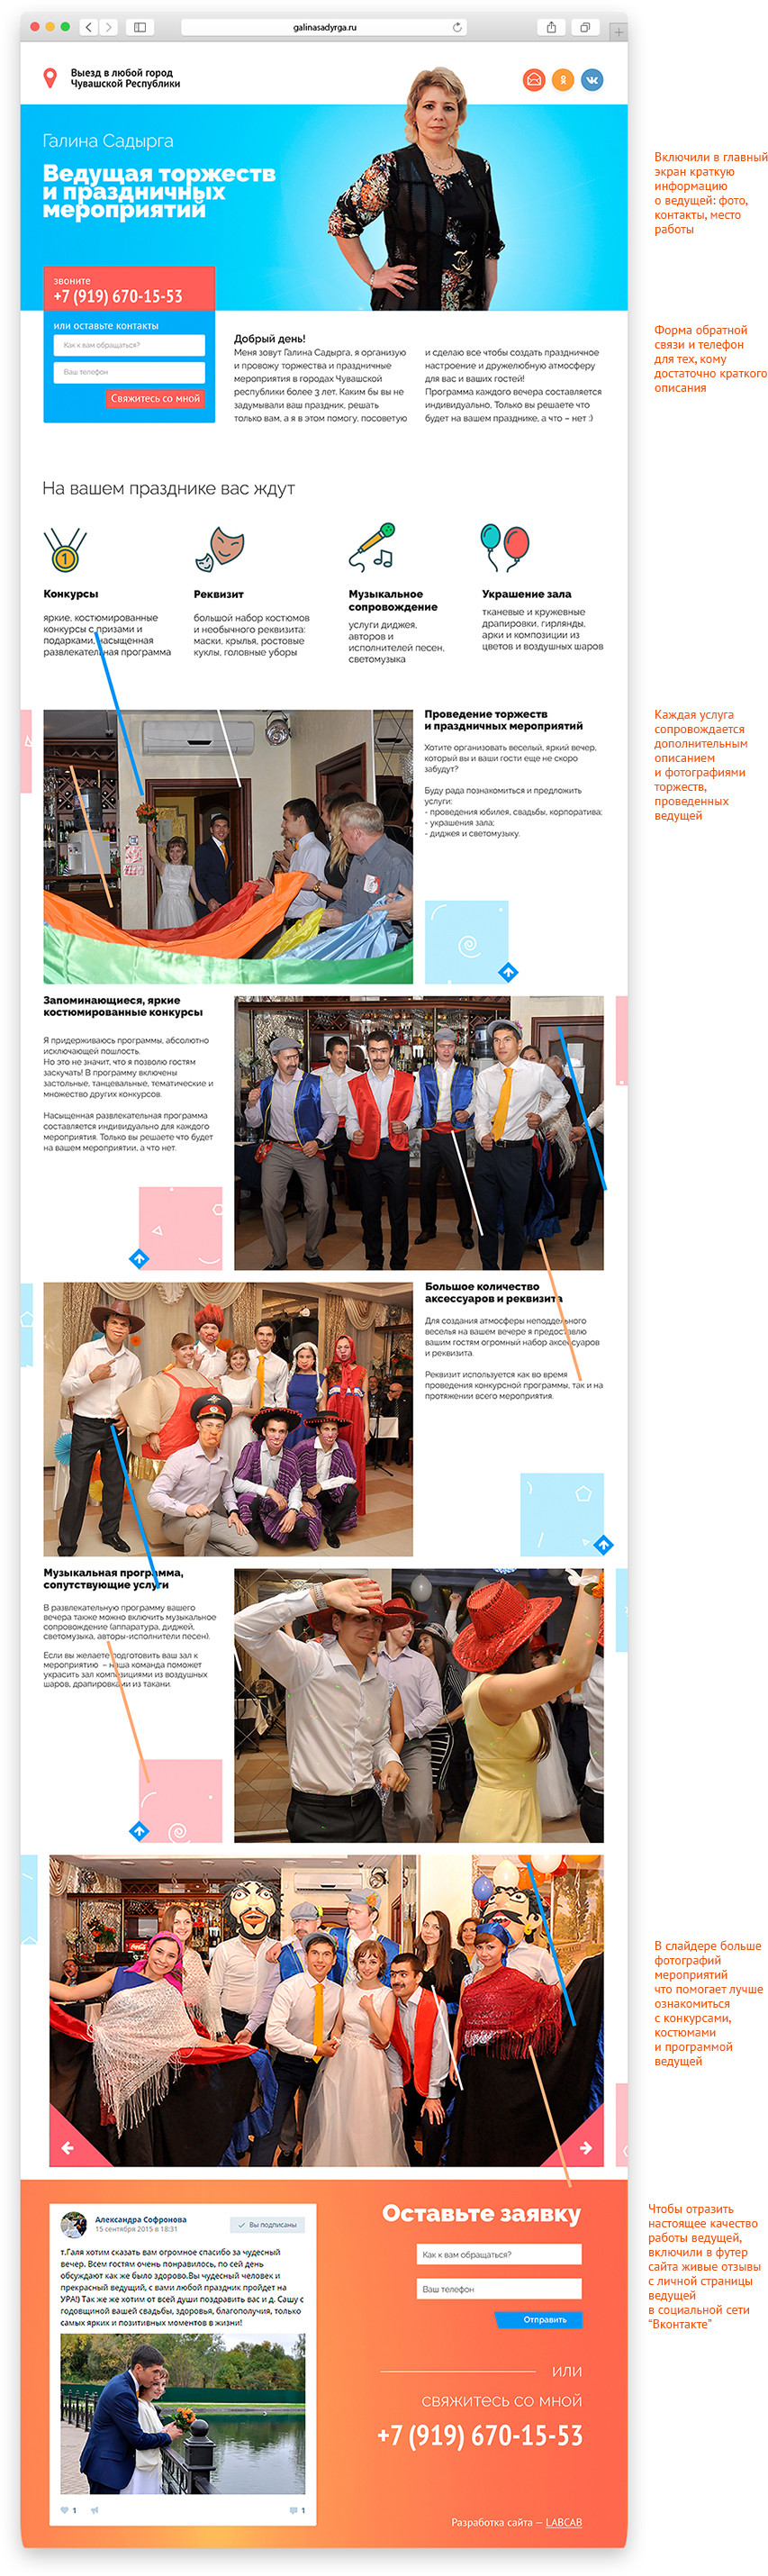 galinasadyrga.ru
Выезд в любой город
Чувашской Республики
Галина Садырга
Ведущая торжеств
и праздничных
мероприятий
звоните
+7 (919) 670-15-53
или оставьте контакты
Как к вам обращаться?
Ваш телефон
Свяжитесь со мной
Добрый день!
Меня зовут Галина Садырга, я организую
и провожу торжества и праздничные
мероприятия в городах Чувашской
республики более 3 лет. Каким бы вы не
задумывали ваш праздник, решать
только вам, а я в этом помогу, посоветую
и сделаю все чтобы создать праздничное
настроение и дружелюбную атмосферу
для вас и ваших гостей!
Программа каждого вечера составляется
индивидуально, Только вы решаете что
будет на вашем празднике, а что – нет :)
Включили в главный
экран краткую
информацию
о ведущей: фото,
контакты, место
работы
Форма обратной
связи и телефон
для тех, кому
достаточно краткого
описания
На вашем празднике вас ждут
1
Конкурсы
яркие, костюмированные
конкурсы с призами и
подарками, насыщенная
развлекательная программа
Реквизит
большой набор костюмов
и необычного реквизита:
маски, крылья, ростовые
куклы, головные уборы
Музыкальное
сопровождение
услуги диджея,
авторов и
исполнителей песен,
светомузыка
Украшение зала
тканевые и кружевные
драпировки, гирлянды,
арки и композиции из
цветов и воздушных шаров
Проведение торжеств
и праздничных мероприятий
Хотите организовать веселый, яркий вечер,
который вы и ваши гости еще не скоро
забудут?
Буду рада познакомиться и предложить
услуги:
- проведения юбилея, свадьбы, корпоратива;
- украшения зала;
- диджея и светомузыку.
Каждая услуга
сопровождается
дополнительным
описанием
и фотографиями
торжеств,
проведенных
ведущей
Запоминающиеся, яркие
костюмированные конкурсы
Я придерживаюсь программы, абсолютно
исключающей пошлость.
Но это не значит, что я позволю гостям
заскучать! В программу включены
застольные, танцевальные, тематические и
множество других конкурсов.
Насыщенная развлекательная программа
составляется индивидуально для каждого
мероприятия. Только вы решаете что будет
на вашем мероприятии, а что нет.
Большое количество
аксессуаров и реквизита
Для создания атмосферы неподдельного
веселья на вашем вечере я предоставлю
вашим гостям огромный набор аксессуаров
и реквизита.
Реквизит используется как во время
проведения конкурсной программы, так и на
протяжении всего мероприятия.
Музыкальная программа,
сопутствующие услуги
В развлекательную программу вашего
вечера также можно включить музыкальное
сопровождение (аппаратура, диджей,
светомузыка, авторы-исполнители песен).
Если вы желаете подготовить ваш зал к
мероприятию – наша команда поможет
украсить зал композициями из воздушных
шаров, драпировками из такани.
В слайдере больше
фотографий
мероприятий
что помогает лучше
ознакомиться
с конкурсами,
костюмами
и программой
ведущей
Александра Софронова
15 сентября 2015 в 18:31
Вы подписаны
т.Галя хотим сказать вам огромное спасибо за чудесный
вечер. Всем гостям очень понравилось, по сей день
обсуждают как же было здорово.Вы чудесный человек и
прекрасный ведущий, с вами любой праздник пройдет на
УРА!) Так же же хотим от всей души поздравить вас и д. Сашу с
годовщиной вашей свадьбы, здоровья, благополучия, только
самых ярких и позитивных моментов в жизни!
1
1
Оставьте заявку
Как к вам обращаться?
Ваш телефон
Отправить
ИЛИ
свяжитесь со мной
+7 (919) 670-15-53
Разработка сайта — LABCAB
Чтобы отразить
настоящее качество
работы ведущей,
включили в футер
сайта живые отзывы
с личной страницы
ведущей
в социальной сети
“Вконтакте”